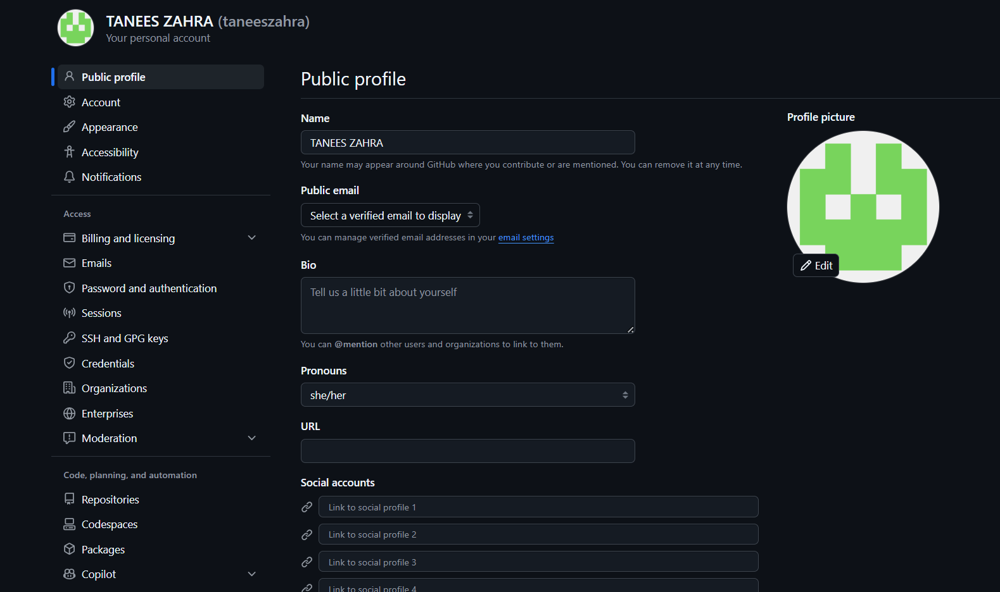 TANEES ZAHRA (taneeszahra)
Your personal account
Public profile
Account
Appearance
Accessibility
Notifications
Access
Billing and licensing
Emails
Password and authentication
Sessions
SSH and GPG keys
Credentials
Organizations
Enterprises
Moderation
Code, planning, and automation
Repositories
Codespaces
Packages
Copilot
Public profile
Name
TANEES ZAHRA
Your name may appear around GitHub where you contribute or are mentioned. You can remove it at any time.
Public email
Select a verified email to display
You can manage verified email addresses in your email settings
Bio
Tell us a little bit about yourself
You can @mention other users and organizations to link to them.
Pronouns
she/her
URL
Social accounts
Link to social profile 1
Link to social profile 2
Link to social profile 3
Link to social profile 4
Profile picture
Edit